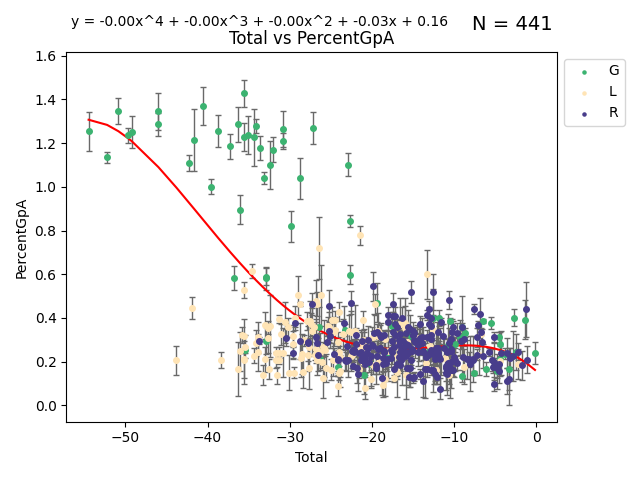 y = -0.00x^4 + -0.00x^3 + -0.00x^2 + -0.03x + 0.16
N = 441
Total vs PercentGpA
G
L
R
PercentGpA
1.6
1.4
1.2
1.0
0.8
0.6
0.4
0.2
0.0
−50 −40 −30 −20 −10 0
Total